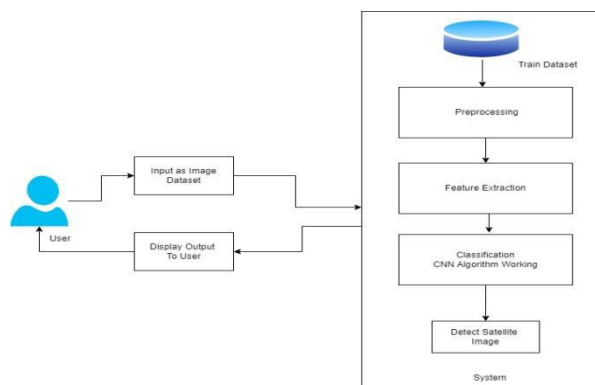 Train Dataset
Preprocessing
Input as Image
Dataset
Feature Extraction
User
Display Output
To User
Classification
CNN Algorithm Working
Detect Satellite
Image
System